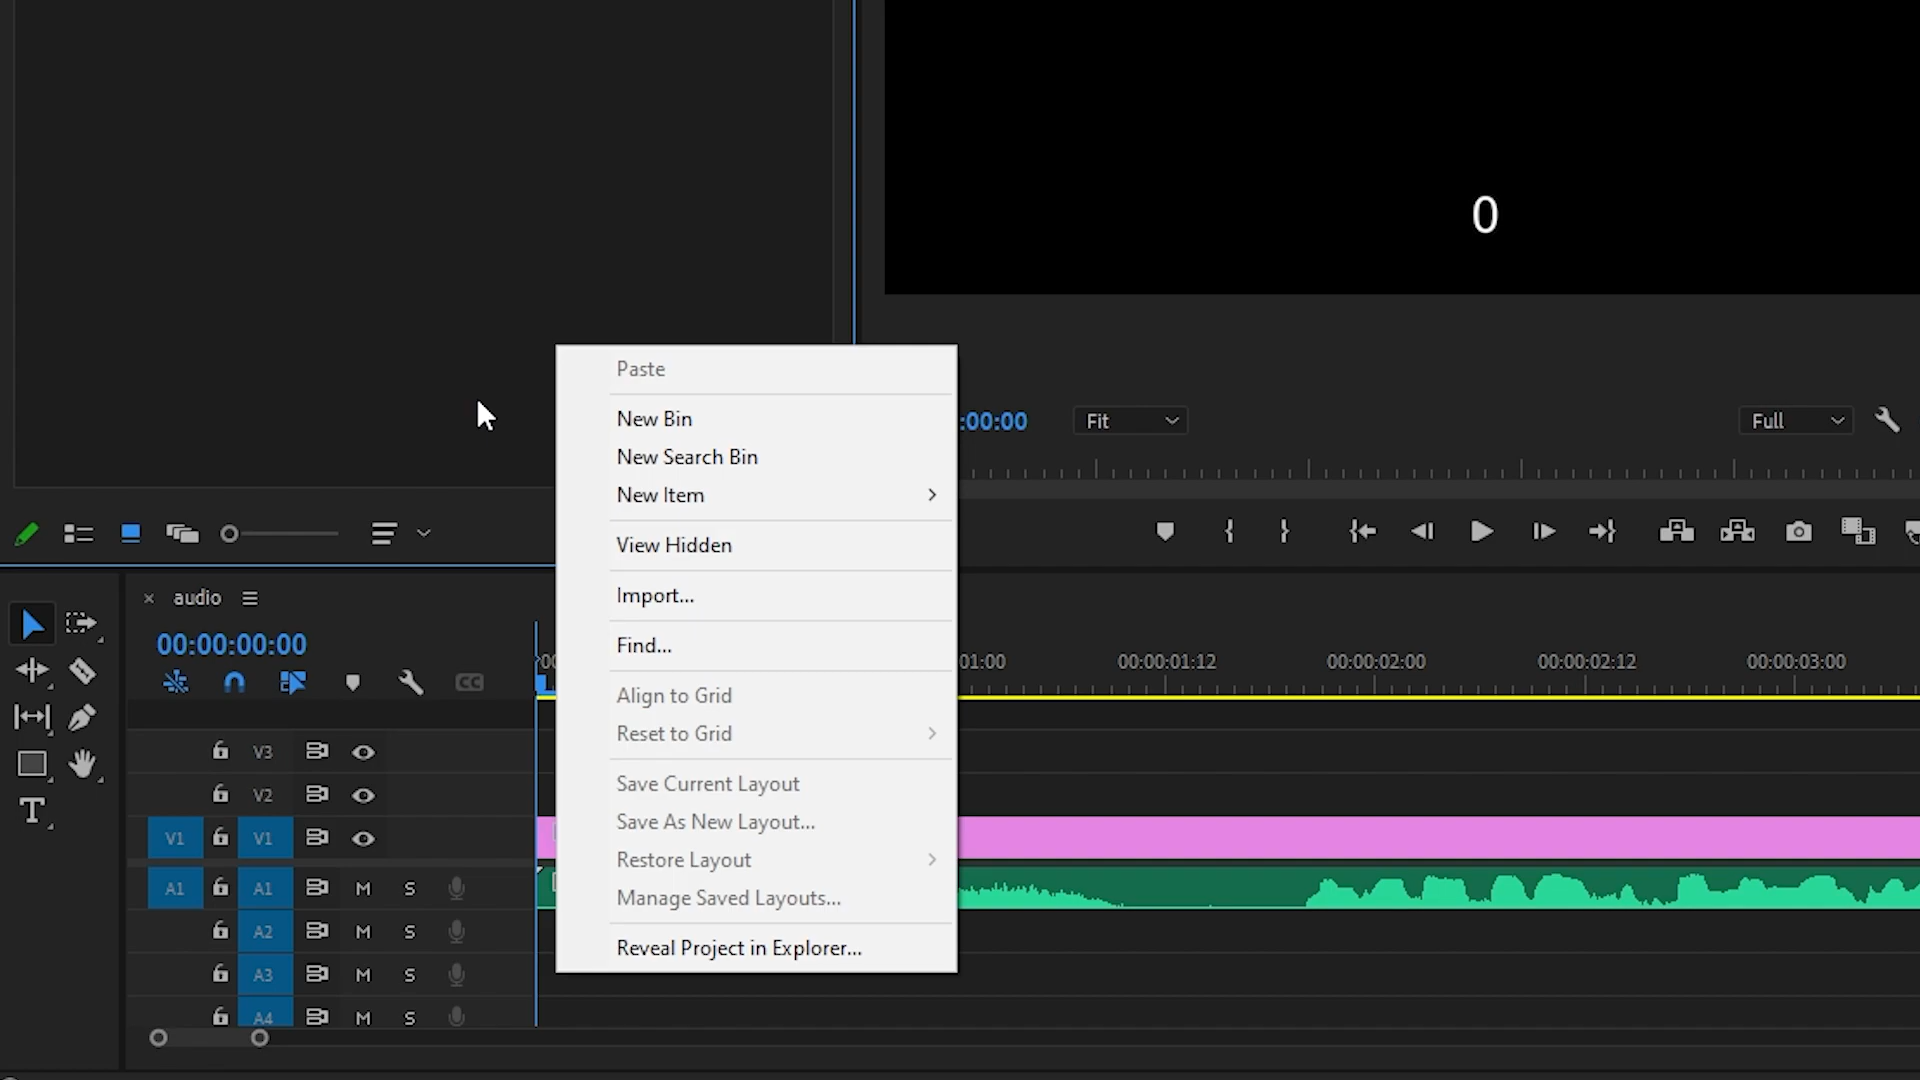 0
Paste
New Bin
New Search Bin
New Item
View Hidden
Import...
Find...
Align to Grid
Reset to Grid
Save Current Layout
Save As New Layout...
Restore Layout
Manage Saved Layouts...
Reveal Project in Explorer...
:00:00
Fit
Full
audio
00:00:00:00
CC
T
:00
01:00
00:00:01:12
00:00:02:00
00:00:02:12
00:00:03:00
V3
V2
V1 V1
A1 A1 M S
A2 M S
A3 M S
A4 M S